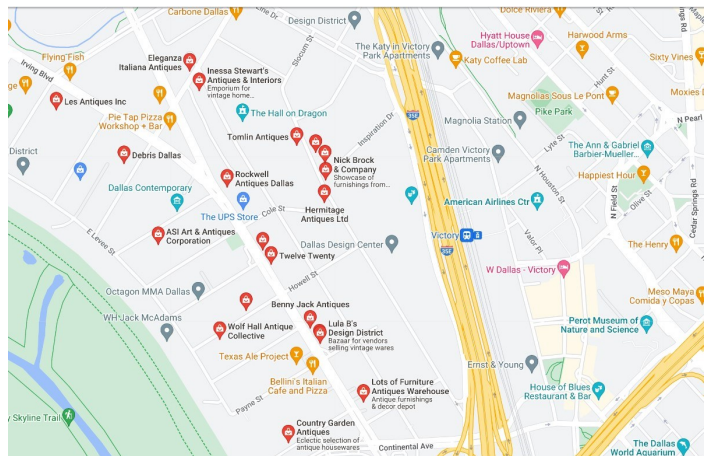 Carbone Dallas
Design District
Dolce Riviera
Line Dr
Slocum St
Hyatt House
Dallas/Uptown
Harwood Arms
Maple
ngs Rd
Flying Fish
Irving Blvd
Eleganza
Italiana Antiques
Inessa Stewart's
Antiques & Interiors
Emporium for
vintage home...
The Katy in Victory
Park Apartments
Katy Coffee Lab
Sixty Vines
Hunt St
Les Antiques Inc
Pie Tap Pizza
Workshop + Bar
The Hall on Dragon
35E
Magnolias Sous Le Pont
Moxies D
Pike Park
N Pearl
Magnolia Station
Inspiration Dr
Tomlin Antiques
District
Debris Dallas
Nick Brock
& Company
Showcase of
furnishings from...
Camden Victory
Park Apartments
Lyte St
The Ann & Gabriel
Barbier-Mueller...
Rockwell
Antiques Dallas
N Houston St
Happiest Hour
Dallas Contemporary
The UPS Store
Cole St
Hermitage
Antiques Ltd
American Airlines Ctr
N Field St
Olive St
Cedar Springs Rd
E Levee St
ASI Art & Antiques
Corporation
Victory
Dallas Design Center
35E
Valor Pl
The Henry
Twelve Twenty
Howell St
W Dallas - Victory
Octagon MMA Dallas
Benny Jack Antiques
Meso Maya
Comida y Copas
WH Jack McAdams
Wolf Hall Antique
Collective
Lula B's
Design District
Bazaar for vendors
selling vintage wares
Perot Museum of
Nature and Science
Texas Ale Project
Bellini's Italian
Cafe and Pizza
Ernst & Young
Lots of Furniture
Antiques Warehouse
Antique furnishings
& decor depot
House of Blues
Restaurant & Bar
Payne St
y Skyline Trail
Country Garden
Antiques
Eclectic selection of
antique housewares
Continental Ave
The Dallas
World Aquarium